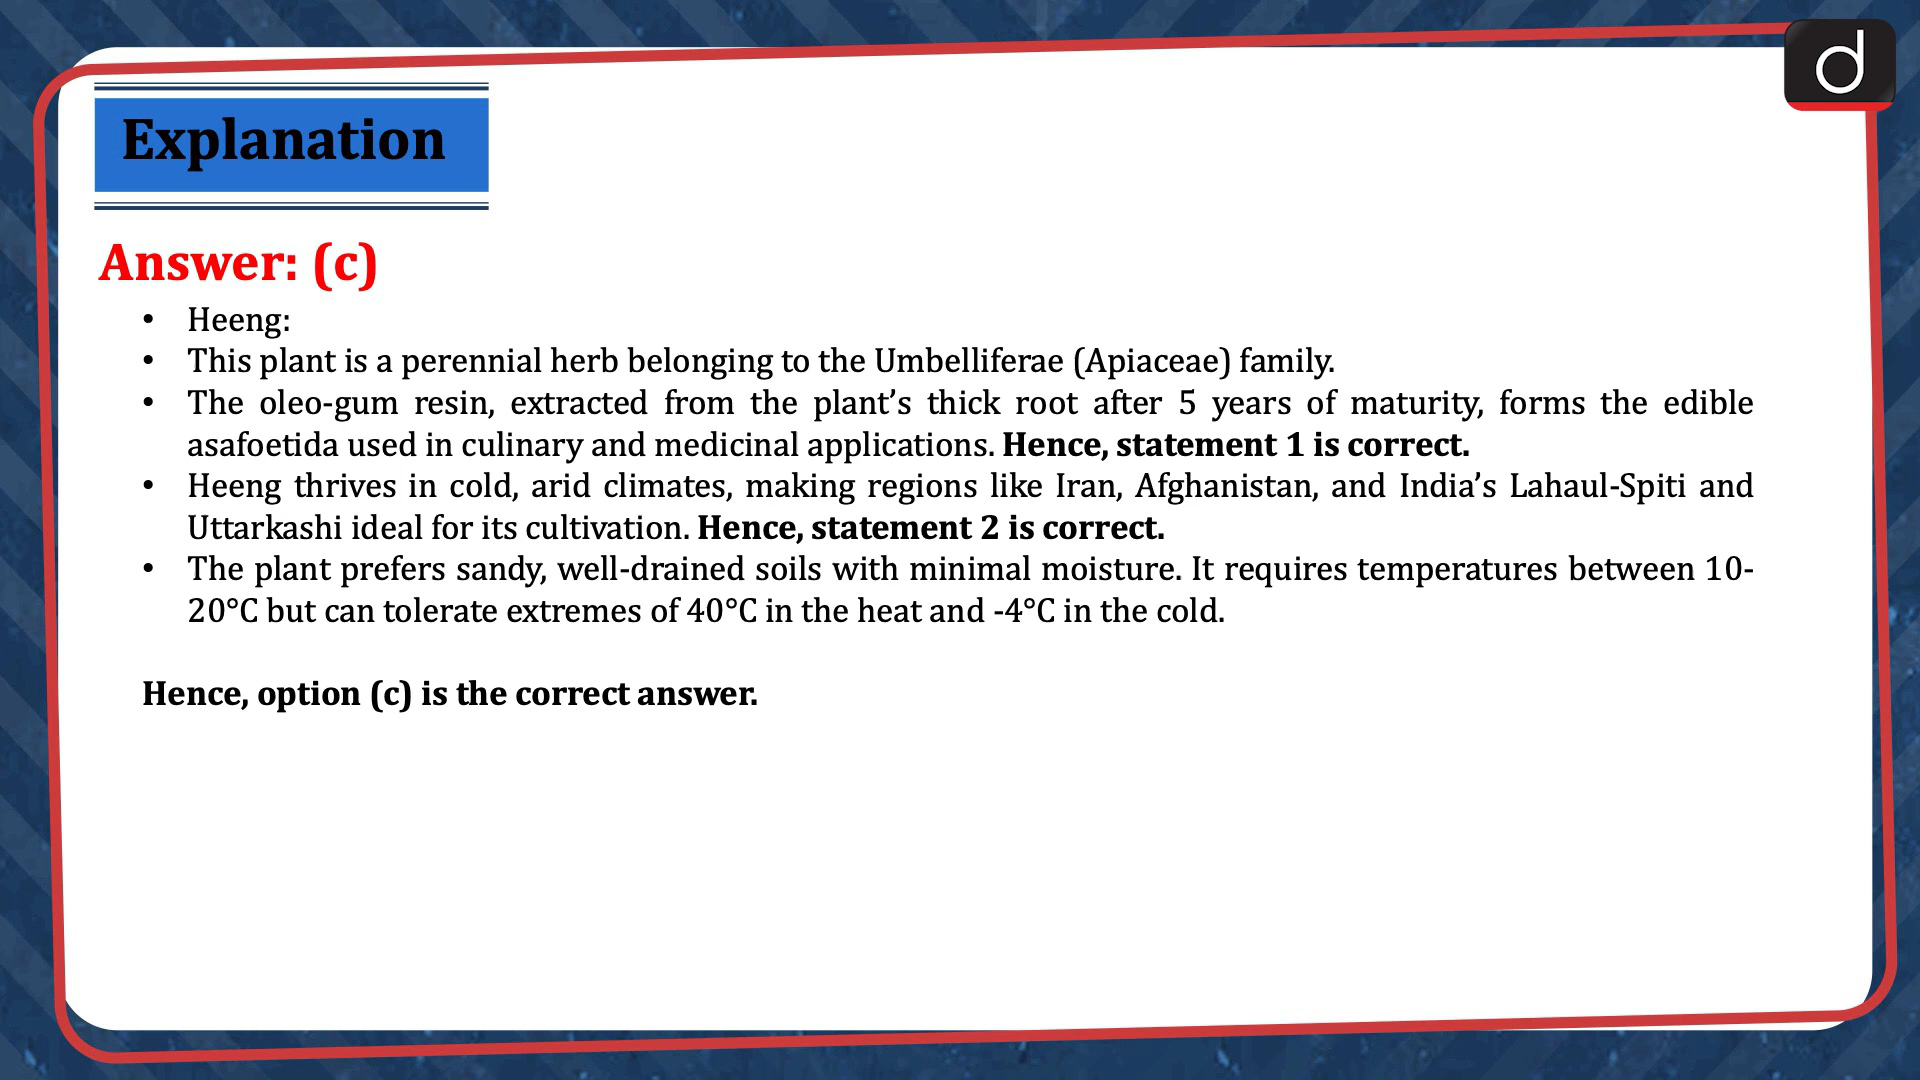 d
Explanation
Answer: (c)
• Heeng:
• This plant is a perennial herb belonging to the Umbelliferae (Apiaceae) family.
• The oleo-gum resin, extracted from the plant’s thick root after 5 years of maturity, forms the edible
asafoetida used in culinary and medicinal applications. Hence, statement 1 is correct.
• Heeng thrives in cold, arid climates, making regions like Iran, Afghanistan, and India’s Lahaul-Spiti and
Uttarkashi ideal for its cultivation. Hence, statement 2 is correct.
• The plant prefers sandy, well-drained soils with minimal moisture. It requires temperatures between 10-
20°C but can tolerate extremes of 40°C in the heat and -4°C in the cold.
Hence, option (c) is the correct answer.